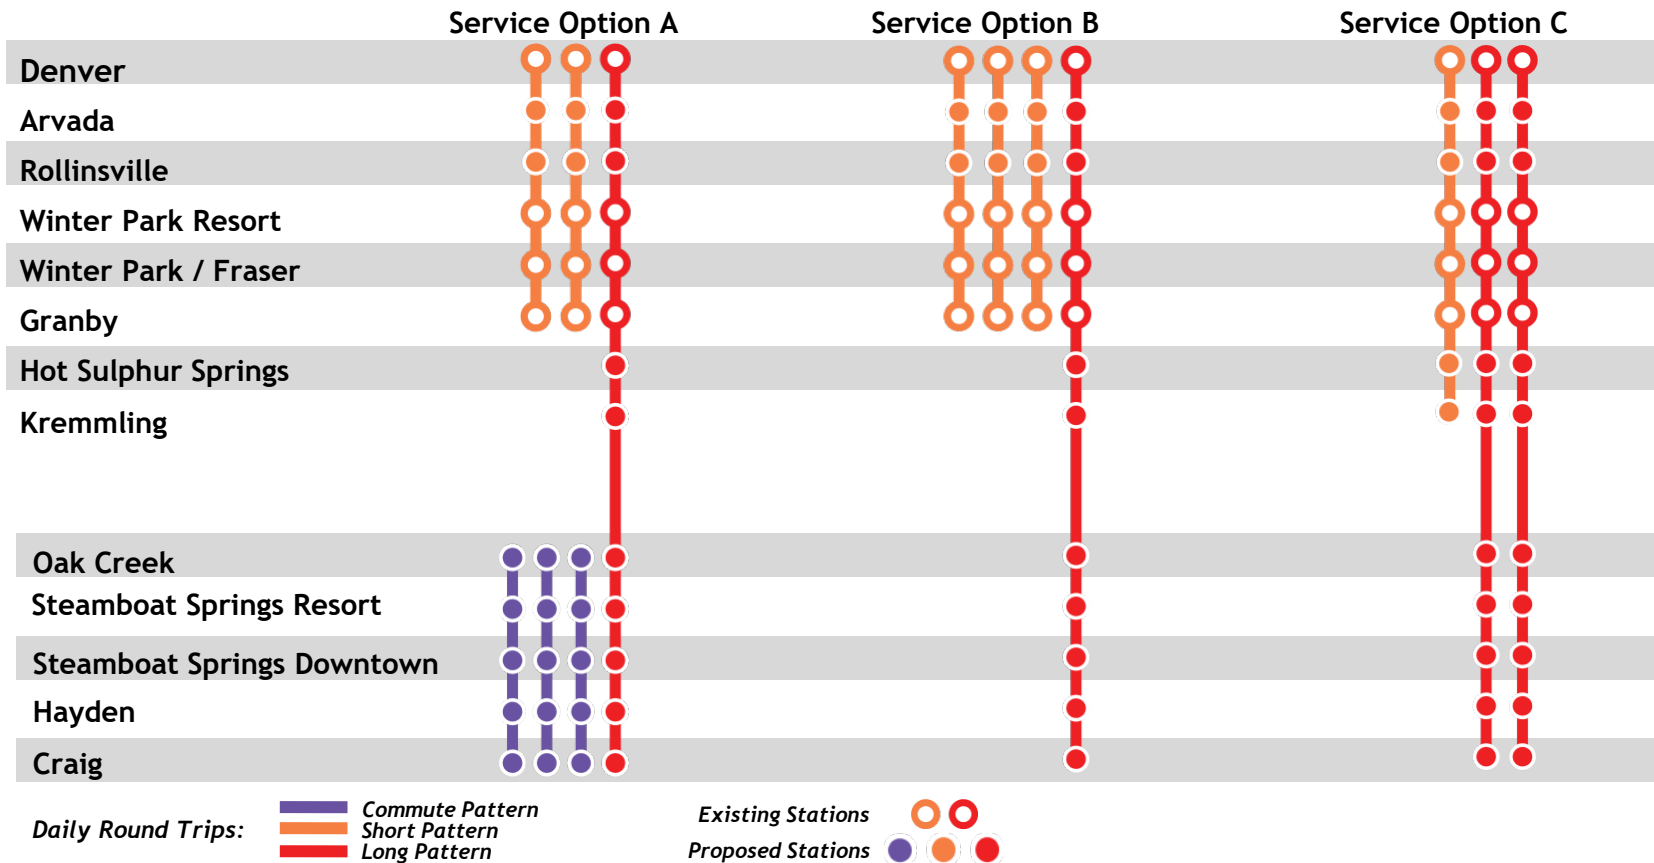 Service Option A
Service Option B
Service Option C
Denver
Arvada
Rollinsville
Winter Park Resort
Winter Park / Fraser
Granby
Hot Sulphur Springs
Kremmling
Oak Creek
Steamboat Springs Resort
Steamboat Springs Downtown
Hayden
Craig
Daily Round Trips:
Commute Pattern
Short Pattern
Long Pattern
Existing Stations
Proposed Stations